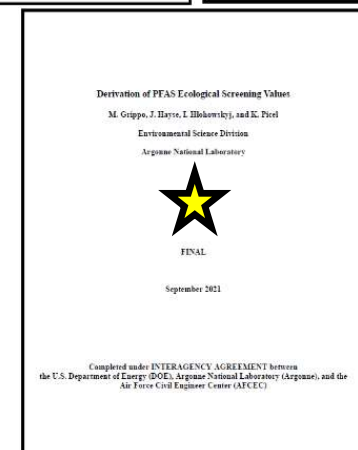 Derivation of PFAS Ecological Screening Values
M. Grippo, J. Hayse, I. Hlohowskyj, and K. Picel
Environmental Science Division
Argonne National Laboratory
FINAL
September 2021
Completed under INTERAGENCY AGREEMENT between
the U.S. Department of Energy (DOE), Argonne National Laboratory (Argonne), and the
Air Force Civil Engineer Center (AFCEC)